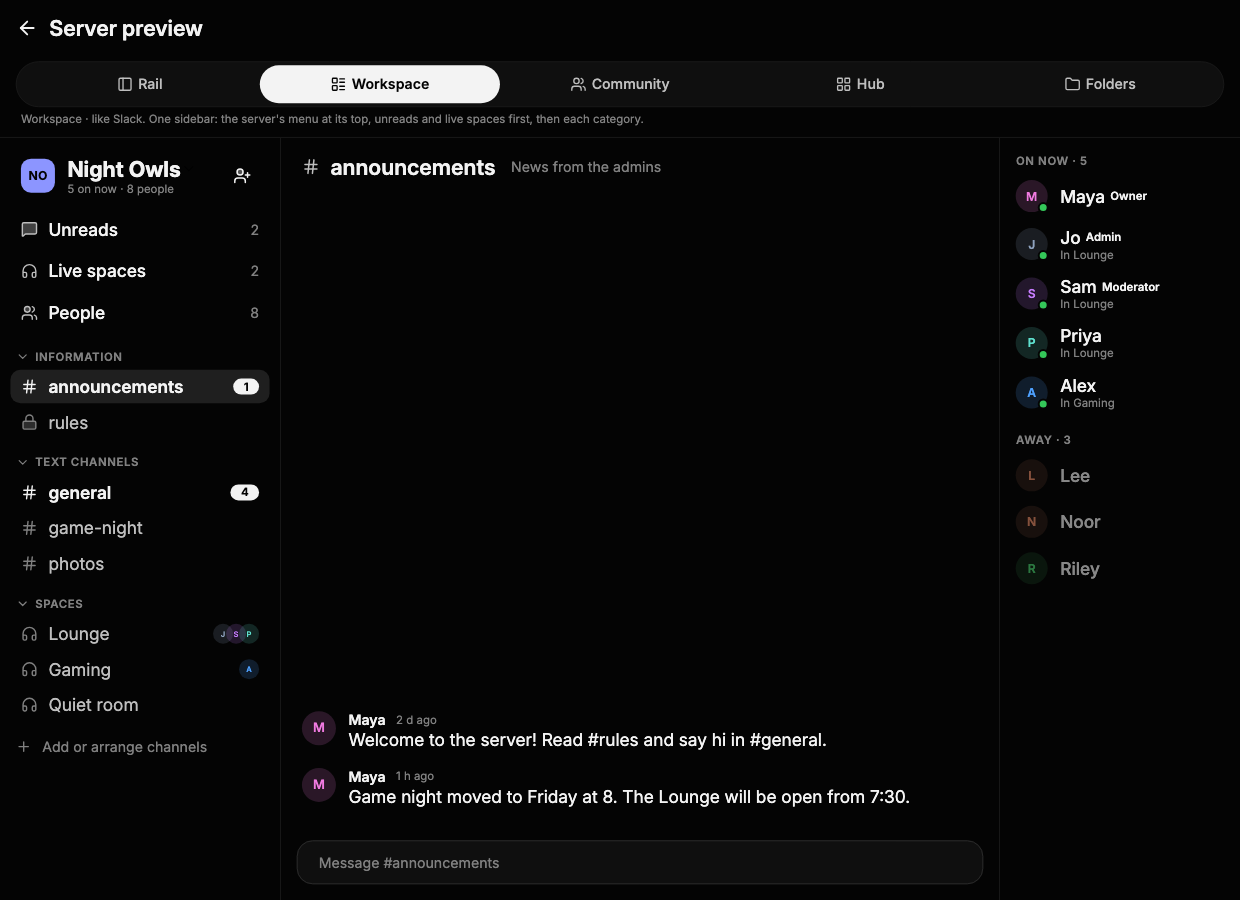 Server preview
Rail
Workspace
Community
Hub
Folders
Workspace · like Slack. One sidebar: the server's menu at its top, unreads and live spaces first, then each category.
NO
Night Owls
5 on now · 8 people
Unreads 2
Live spaces 2
People 8
INFORMATION
# announcements 1
rules
TEXT CHANNELS
# general 4
# game-night
# photos
SPACES
Lounge J S P
Gaming A
Quiet room
+ Add or arrange channels
# announcements News from the admins
M Maya 2 d ago
Welcome to the server! Read #rules and say hi in #general.
M Maya 1 h ago
Game night moved to Friday at 8. The Lounge will be open from 7:30.
Message #announcements
ON NOW · 5
M Maya Owner
J Jo Admin
In Lounge
S Sam Moderator
In Lounge
P Priya
In Lounge
A Alex
In Gaming
AWAY · 3
L Lee
N Noor
R Riley